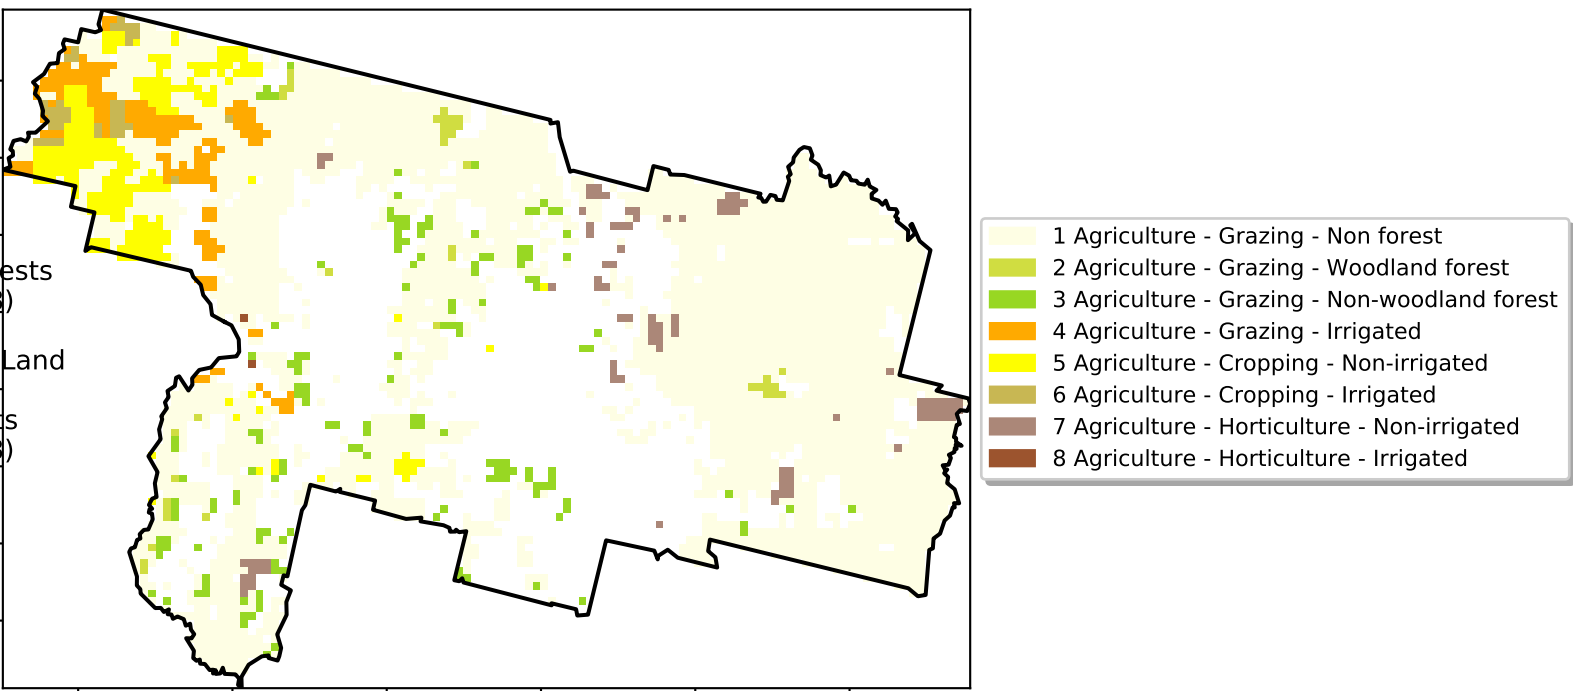 ests
)
Land
s
)
1 Agriculture - Grazing - Non forest
2 Agriculture - Grazing - Woodland forest
3 Agriculture - Grazing - Non-woodland forest
4 Agriculture - Grazing - Irrigated
5 Agriculture - Cropping - Non-irrigated
6 Agriculture - Cropping - Irrigated
7 Agriculture - Horticulture - Non-irrigated
8 Agriculture - Horticulture - Irrigated